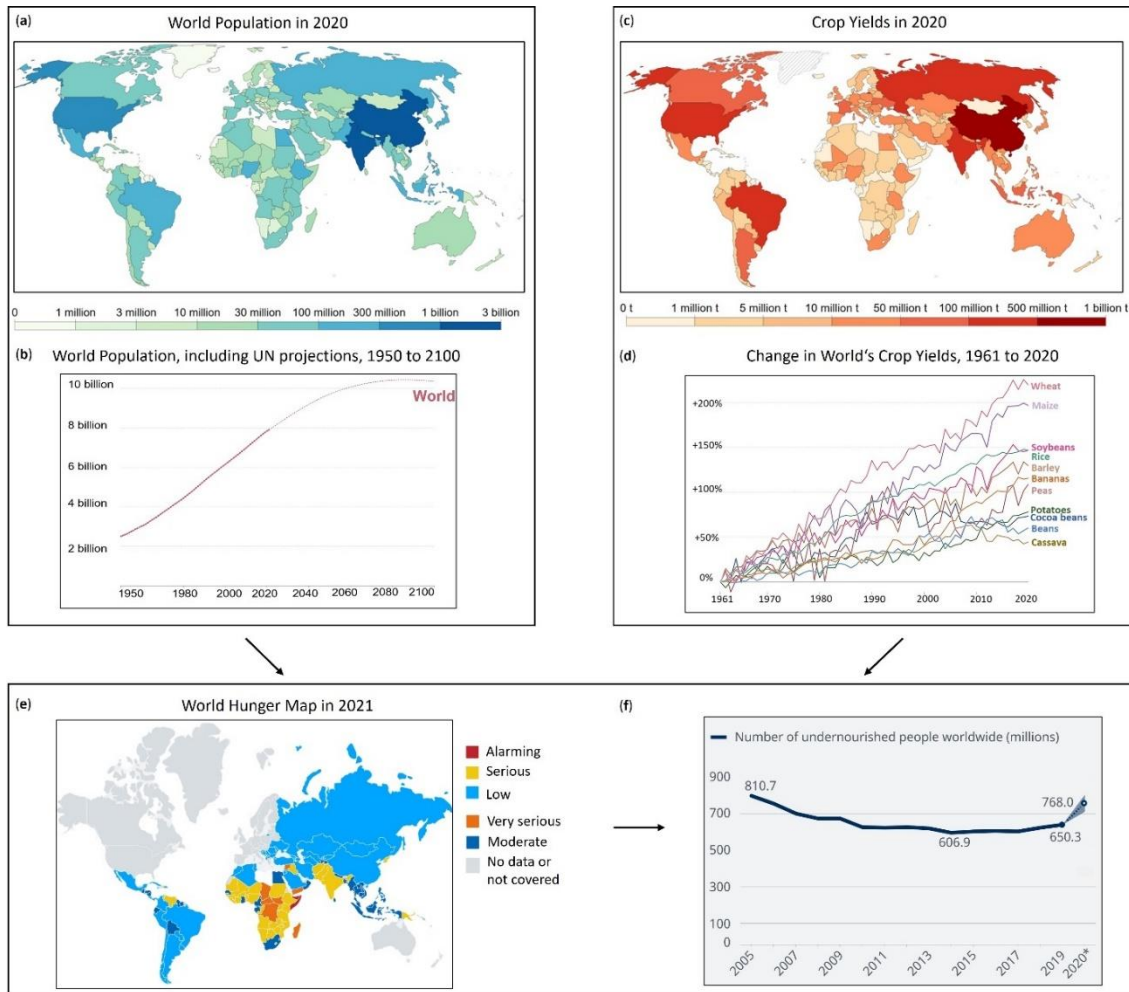 (a) World Population in 2020
0 1 million 3 million 10 million 30 million 100 million 300 million 1 billion 3 billion
(b) World Population, including UN projections, 1950 to 2100
10 billion
World
8 billion
6 billion
4 billion
2 billion
1950 1960 1980 2000 2020 2060 2080 2100
(c) Crop Yields in 2020
0 t 1 million t 5 million t 10 million t 50 million t 100 million t 500 million t 1 billion t
(d) Change in World's Crop Yields, 1961 to 2020
+200%
+150%
+100%
+50%
0%
Wheat
Maize
Soybeans
Rice
Barley
Bananas
Peas
Potatoes
Cocoa beans
Beans
Cassava
1961 1970 1980 1990 2000 2010 2020
(e) World Hunger Map in 2021
Alarming
Serious
Low
Very serious
Moderate
No data or
not covered
(f)
Number of undernourished people worldwide (millions)
900
700
500
300
100
0
810.7
606.9
768.0
650.3
2005 2007 2009 2011 2013 2015 2017 2019 2020*